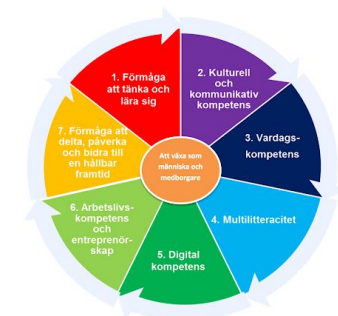 1. Förmåga
att tänka och
lära sig
2. Kulturell
och
kommunikativ
kompetens
3. Vardags-
kompetens
4. Multilitteracitet
5. Digital
kompetens
6. Arbetslivs-
kompetens
och
entreprenör-
skap
7. Förmåga att
delta, påverka
och bidra till
en hållbar
framtid
Att växa som
människa och
medborgare